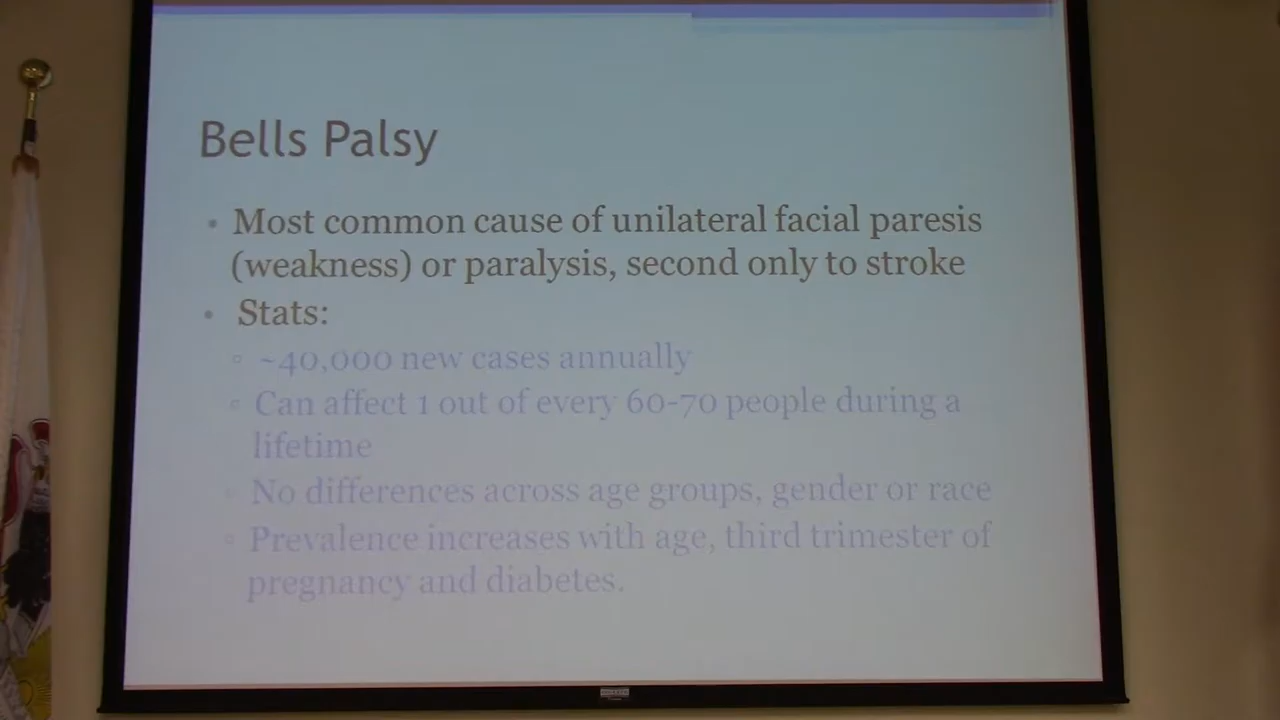 Bells Palsy
• Most common cause of unilateral facial paresis
(weakness) or paralysis, second only to stroke
• Stats:
▫ ~40,000 new cases annually
▫ Can affect 1 out of every 60-70 people during a
lifetime
▫ No differences across age groups, gender or race
▫ Prevalence increases with age, third trimester of
pregnancy and diabetes.